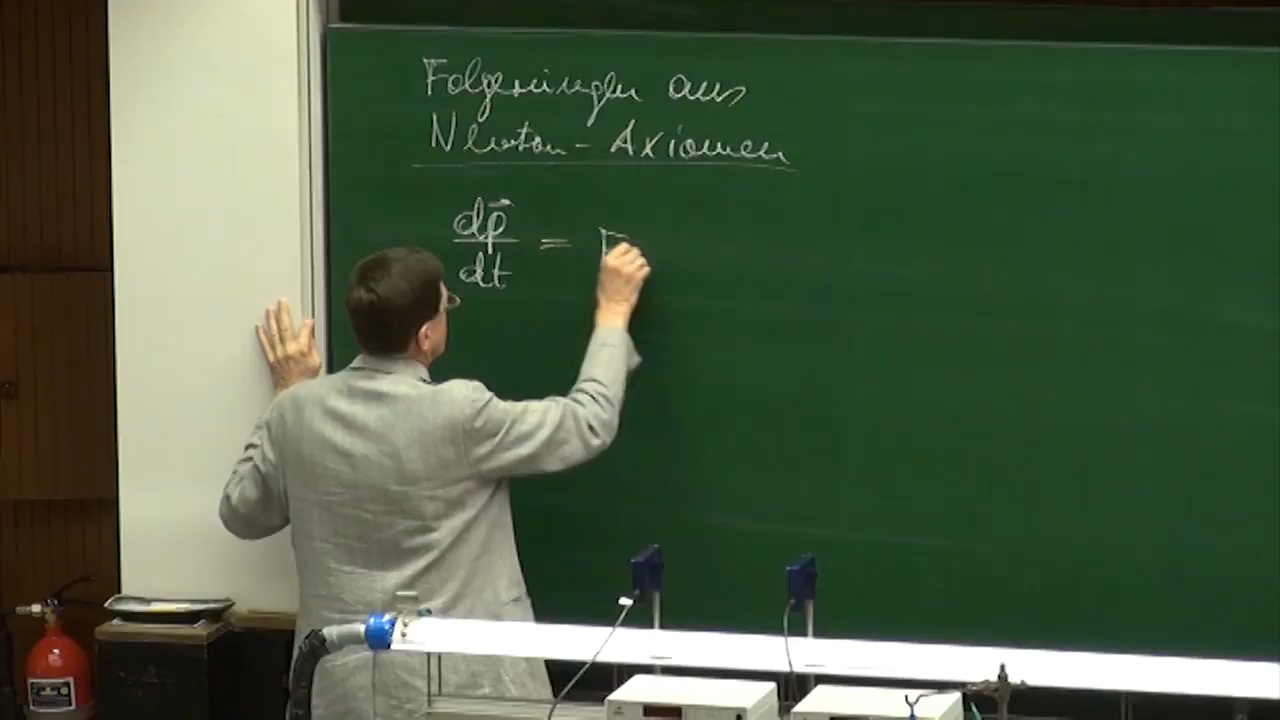 Folgerungen aus
Newton-Axiomen
dp⃗/dt = F